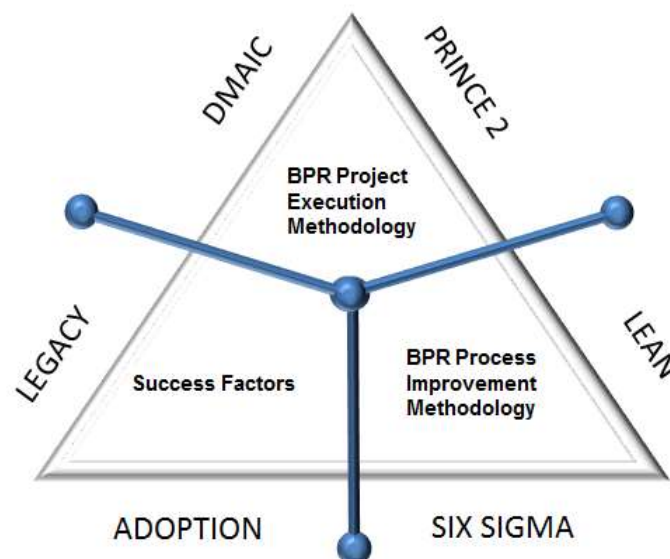 DMAIC
PRINCE 2
BPR Project
Execution
Methodology
LEGACY
LEAN
Success Factors
BPR Process
Improvement
Methodology
ADOPTION
SIX SIGMA